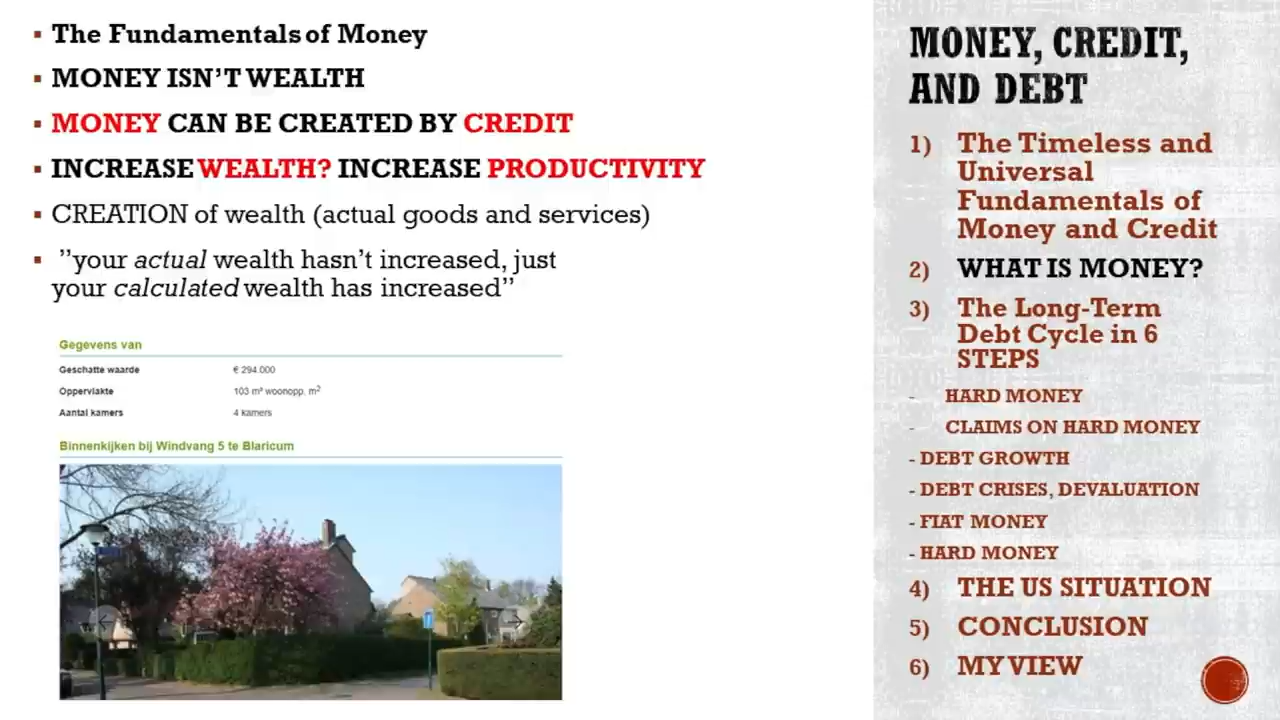 The Fundamentals of Money
MONEY ISN'T WEALTH
MONEY CAN BE CREATED BY CREDIT
INCREASE WEALTH? INCREASE PRODUCTIVITY
CREATION of wealth (actual goods and services)
”your actual wealth hasn’t increased, just
your calculated wealth has increased”
Gegevens van
Geschatte waarde € 294.000
Oppervlakte 103 m² woonopp. m²
Aantal kamers 4 kamers
Binnenkijken bij Windvang 5 te Blaricum
MONEY, CREDIT,
AND DEBT
1) The Timeless and
Universal
Fundamentals of
Money and Credit
2) WHAT IS MONEY?
3) The Long-Term
Debt Cycle in 6
STEPS
- HARD MONEY
- CLAIMS ON HARD MONEY
- DEBT GROWTH
- DEBT CRISES, DEVALUATION
- FIAT MONEY
- HARD MONEY
4) THE US SITUATION
5) CONCLUSION
6) MY VIEW